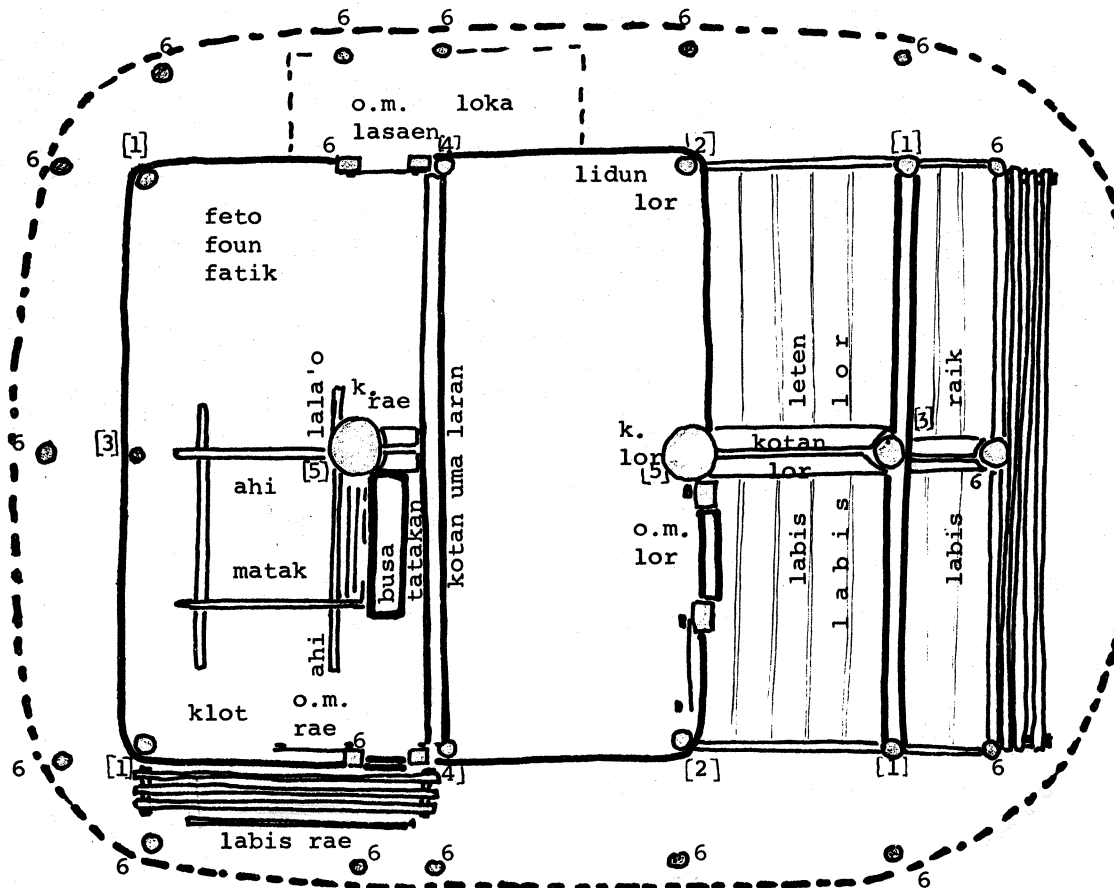 6
6
6
6
6
o.m. loka
lasaen
[1]
6
[4]
[2]
[1]
6
6
lidun
lor
feto
foun
fatik
lala'o
k.
rae
kotan uma laran
leten
lor
raik
[3]
6
[3]
[5]
k.
lor
[5]
kotan
lor
6
ahi
matak
busa
tatakan
o.m.
lor
labis
labis
labis
ahi
klot
o.m.
rae
6
6
[1]
4]
[2]
[1]
6
labis rae
6
6
6
6
6